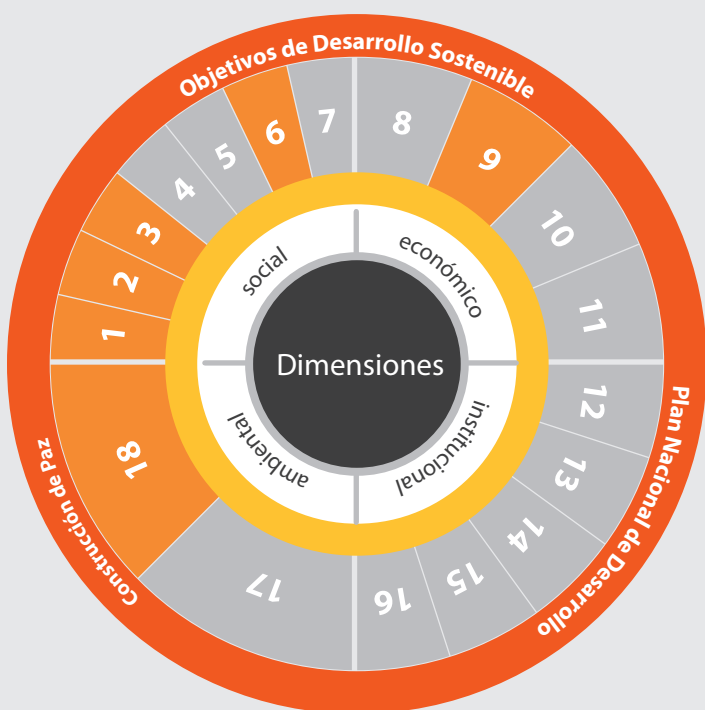 Objetivos de Desarrollo Sostenible
Plan Nacional de Desarrollo
Construcción de Paz
1
2
3
4
5
6
7
8
9
10
11
12
13
14
15
16
17
18
social
económico
institucional
ambiental
Dimensiones